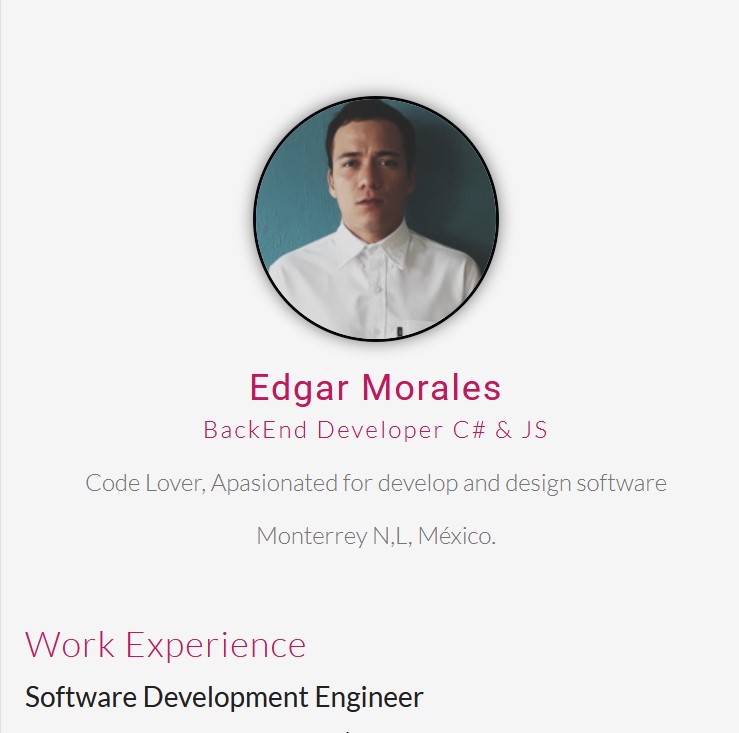 Edgar Morales
BackEnd Developer C# & JS
Code Lover, Apasionated for develop and design software
Monterrey N,L, México.
Work Experience
Software Development Engineer